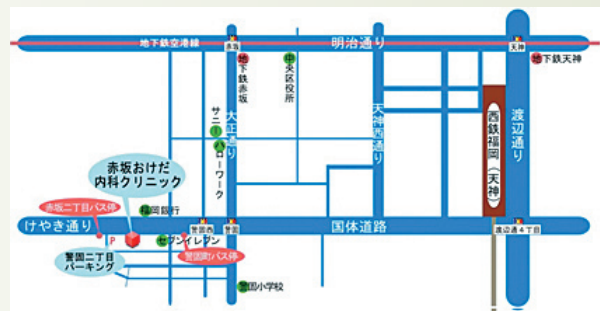 地下鉄空港線
赤坂
明治通り
天神
地下鉄赤坂
中央区役所
地下鉄天神
サニー
ハローワーク
大正通り
天神西通り
西鉄福岡(天神)
渡辺通り
赤坂おけだ
内科クリニック
赤坂二丁目バス停
福岡銀行
けやき通り
警固西
警固
国体道路
渡辺通4丁目
P
セブンイレブン
警固町バス停
警固二丁目
パーキング
警固小学校